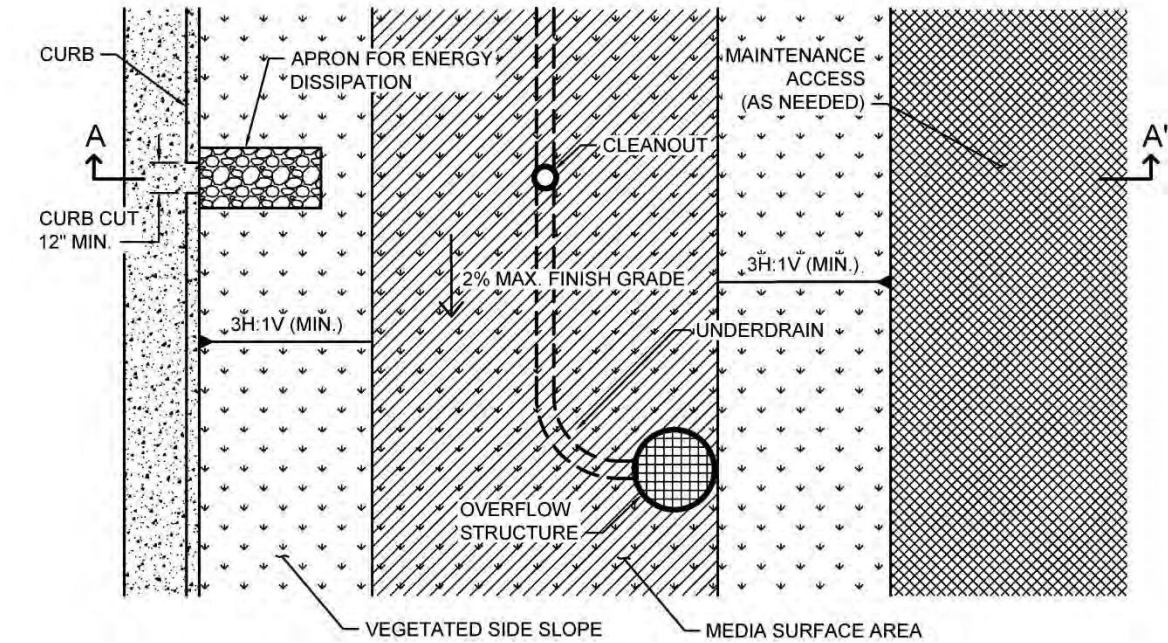 CURB
APRON FOR ENERGY
DISSIPATION
MAINTENANCE
ACCESS
(AS NEEDED)
A
CLEANOUT
A'
CURB CUT
12" MIN.
2% MAX. FINISH GRADE
3H:1V (MIN.)
3H:1V (MIN.)
UNDERDRAIN
OVERFLOW
STRUCTURE
VEGETATED SIDE SLOPE
MEDIA SURFACE AREA